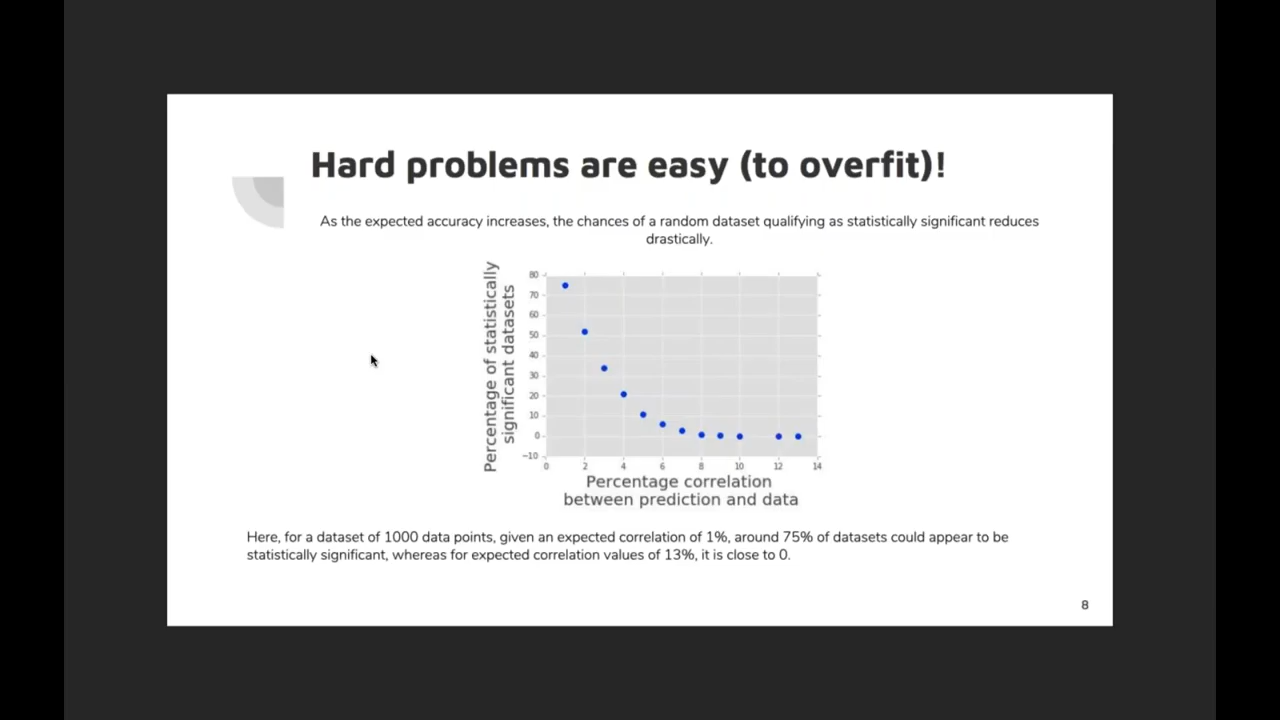 Hard problems are easy (to overfit)!
As the expected accuracy increases, the chances of a random dataset qualifying as statistically significant reduces
drastically.
Percentage of statistically
significant datasets
80
70
60
50
40
30
20
10
0
−10
0 2 4 6 8 10 12 14
Percentage correlation
between prediction and data
Here, for a dataset of 1000 data points, given an expected correlation of 1%, around 75% of datasets could appear to be
statistically significant, whereas for expected correlation values of 13%, it is close to 0.
8